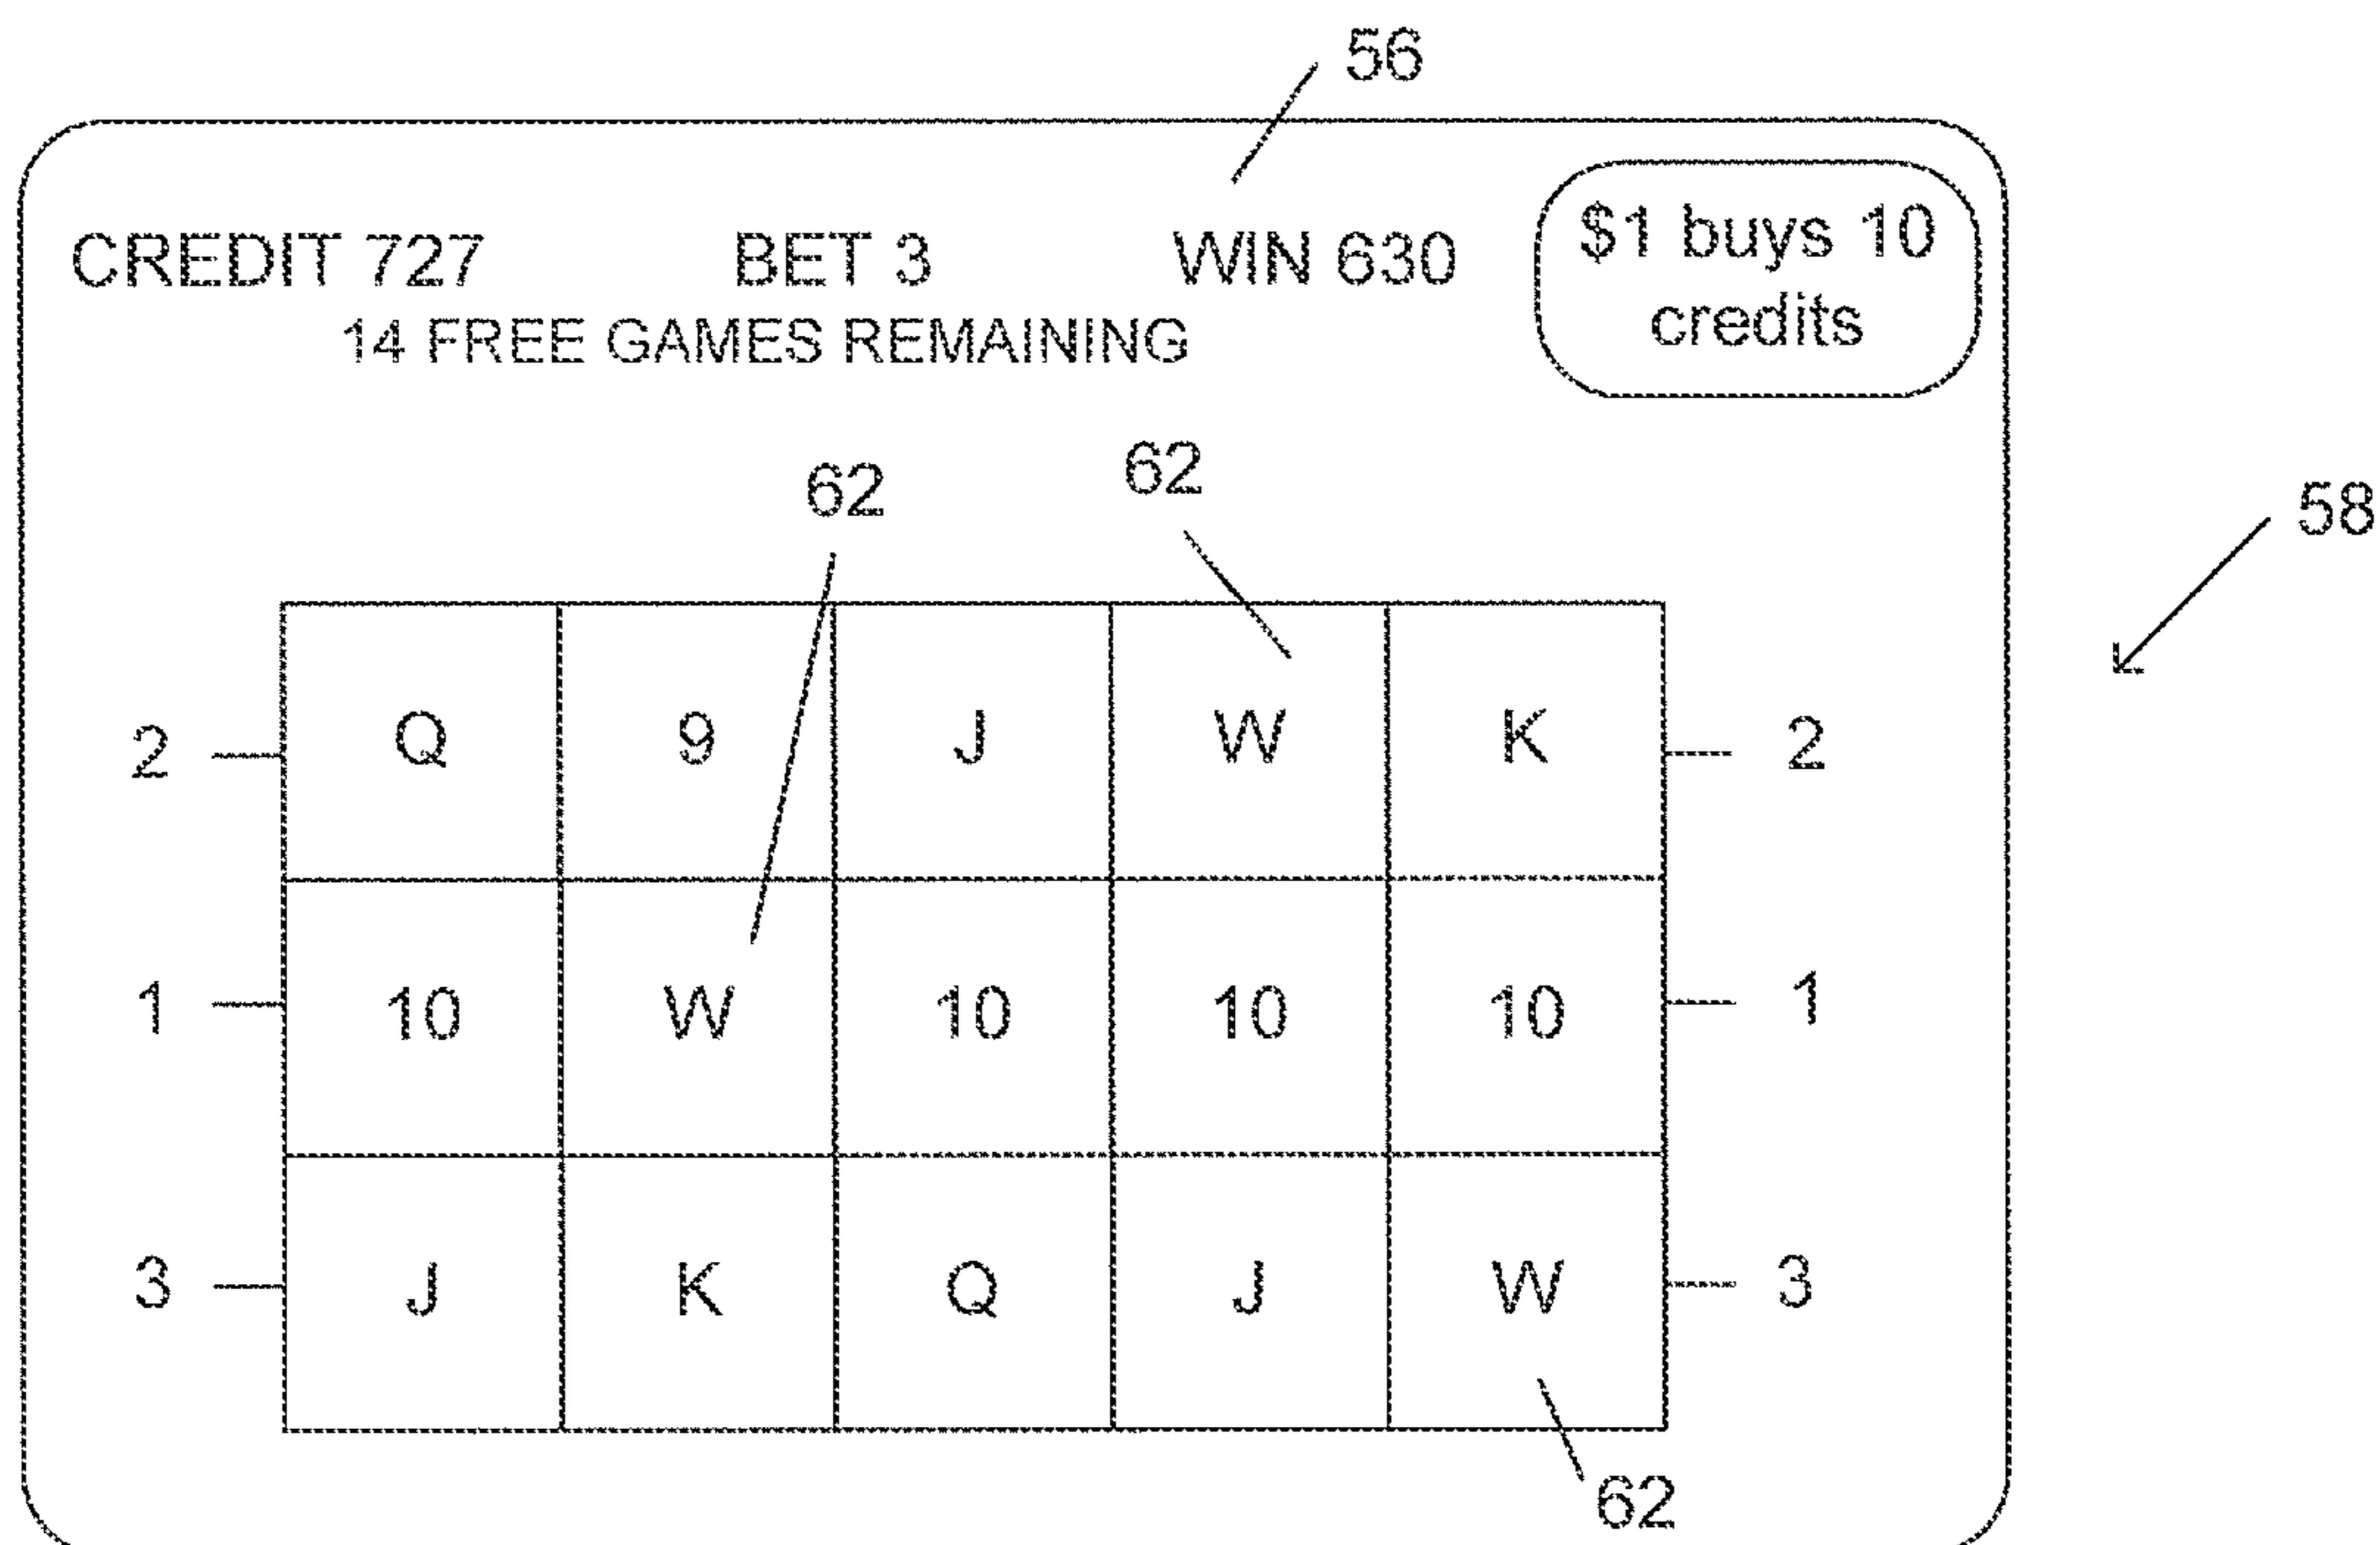 56
$1 buys 10
credits
CREDIT 727 BET 3 WIN 630
14 FREE GAMES REMAINING
62 62
58
2 Q 9 J W K 2
1 10 W 10 10 10 1
3 J K Q J W 3
62